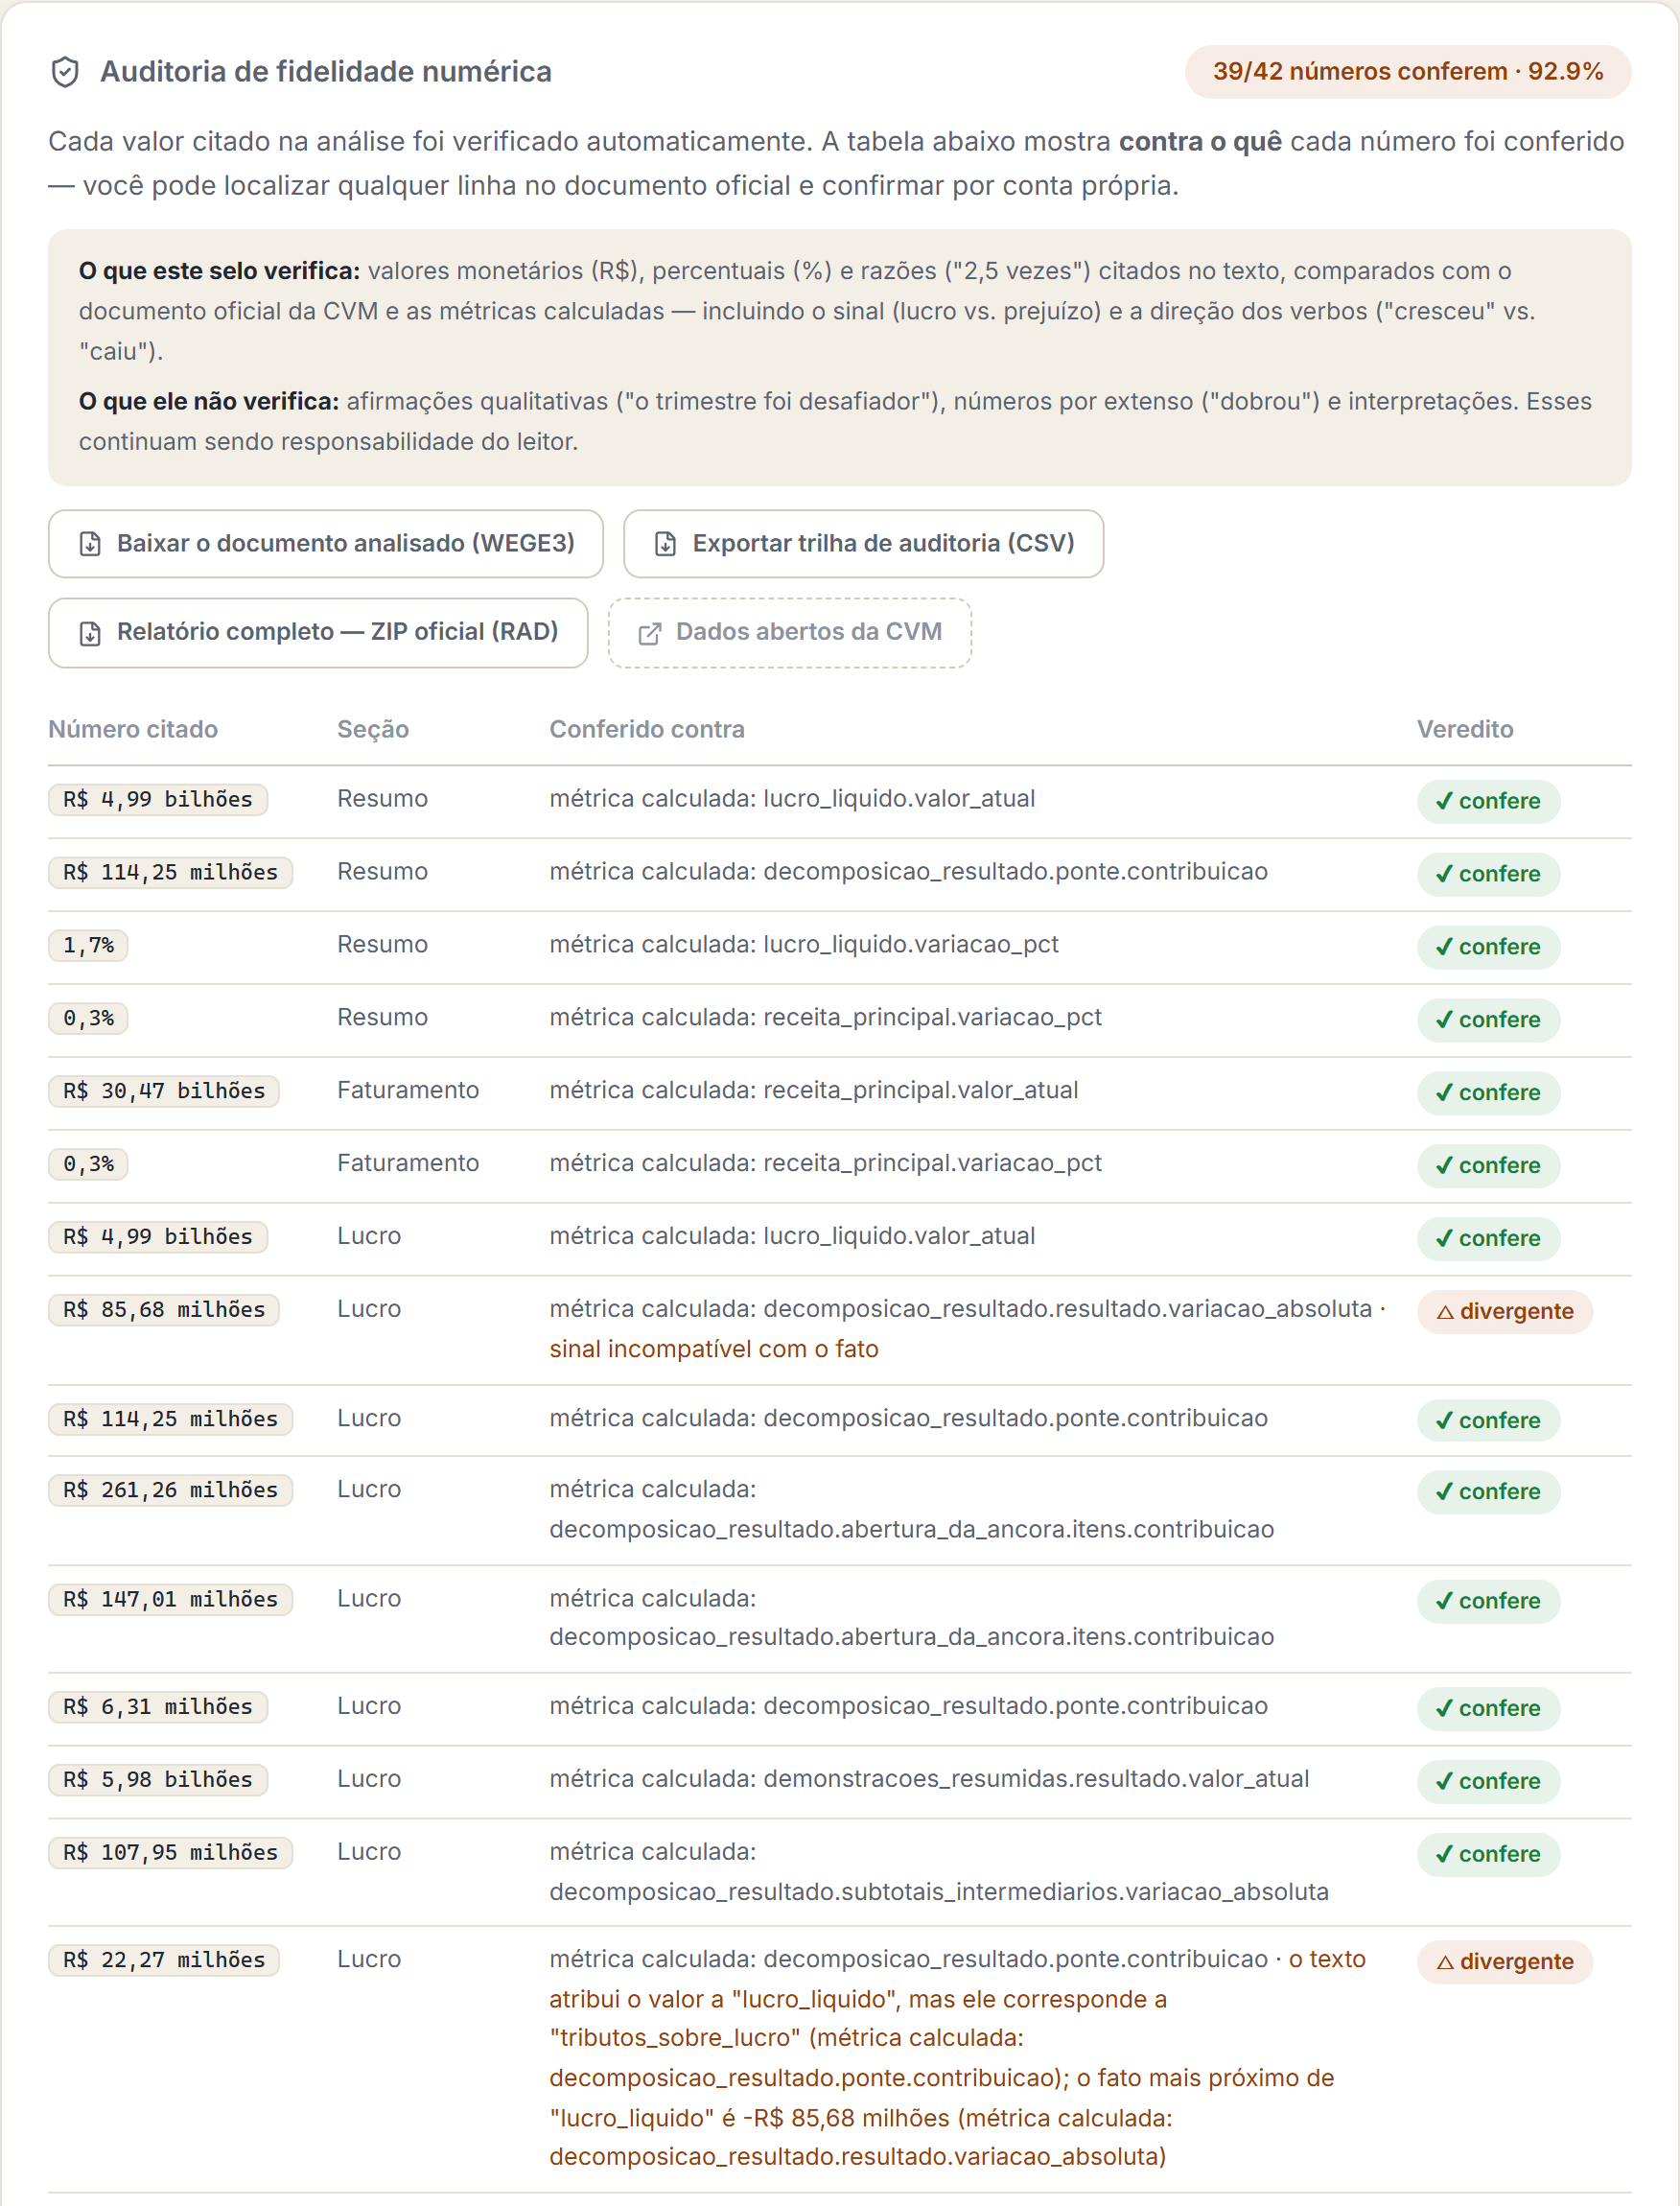 Auditoria de fidelidade numérica
39/42 números conferem · 92.9%
Cada valor citado na análise foi verificado automaticamente. A tabela abaixo mostra contra o quê cada número foi conferido
— você pode localizar qualquer linha no documento oficial e confirmar por conta própria.
O que este selo verifica: valores monetários (R$), percentuais (%) e razões ("2,5 vezes") citados no texto, comparados com o
documento oficial da CVM e as métricas calculadas — incluindo o sinal (lucro vs. prejuízo) e a direção dos verbos ("cresceu" vs.
"caiu").
O que ele não verifica: afirmações qualitativas ("o trimestre foi desafiador"), números por extenso ("dobrou") e interpretações. Esses
continuam sendo responsabilidade do leitor.
Baixar o documento analisado (WEGE3) Exportar trilha de auditoria (CSV)
Relatório completo — ZIP oficial (RAD) Dados abertos da CVM
Número citado Seção Conferido contra Veredito
R$ 4,99 bilhões Resumo métrica calculada: lucro_liquido.valor_atual ✓ confere
R$ 114,25 milhões Resumo métrica calculada: decomposicao_resultado.ponte.contribuicao ✓ confere
1,7% Resumo métrica calculada: lucro_liquido.variacao_pct ✓ confere
0,3% Resumo métrica calculada: receita_principal.variacao_pct ✓ confere
R$ 30,47 bilhões Faturamento métrica calculada: receita_principal.valor_atual ✓ confere
0,3% Faturamento métrica calculada: receita_principal.variacao_pct ✓ confere
R$ 4,99 bilhões Lucro métrica calculada: lucro_liquido.valor_atual ✓ confere
R$ 85,68 milhões Lucro métrica calculada: decomposicao_resultado.resultado.variacao_absoluta · △ divergente
sinal incompatível com o fato
R$ 114,25 milhões Lucro métrica calculada: decomposicao_resultado.ponte.contribuicao ✓ confere
R$ 261,26 milhões Lucro métrica calculada: ✓ confere
decomposicao_resultado.abertura_da_ancora.itens.contribuicao
R$ 147,01 milhões Lucro métrica calculada: ✓ confere
decomposicao_resultado.abertura_da_ancora.itens.contribuicao
R$ 6,31 milhões Lucro métrica calculada: decomposicao_resultado.ponte.contribuicao ✓ confere
R$ 5,98 bilhões Lucro métrica calculada: demonstracoes_resumidas.resultado.valor_atual ✓ confere
R$ 107,95 milhões Lucro métrica calculada: ✓ confere
decomposicao_resultado.subtotais_intermediarios.variacao_absoluta
R$ 22,27 milhões Lucro métrica calculada: decomposicao_resultado.ponte.contribuicao · o texto △ divergente
atribui o valor a "lucro_liquido", mas ele corresponde a
"tributos_sobre_lucro" (métrica calculada:
decomposicao_resultado.ponte.contribuicao); o fato mais próximo de
"lucro_liquido" é -R$ 85,68 milhões (métrica calculada:
decomposicao_resultado.resultado.variacao_absoluta)